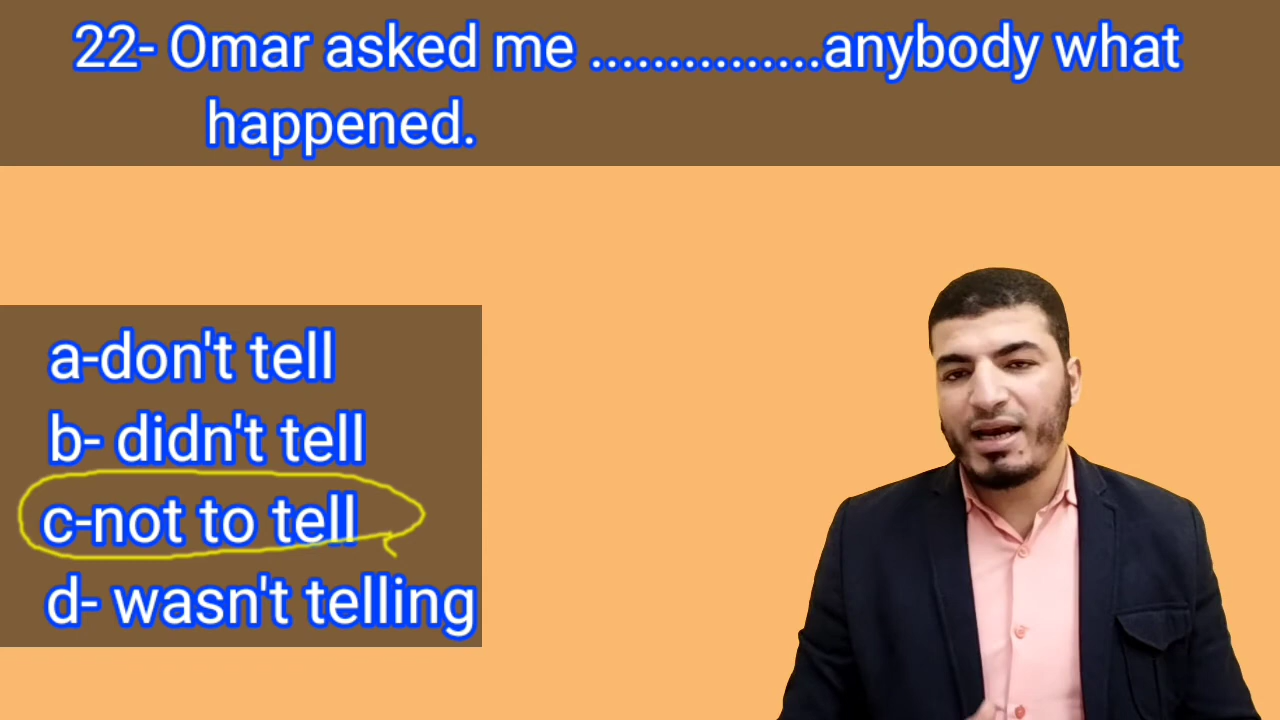 22- Omar asked me ...............anybody what
happened.
a-don't tell
b- didn't tell
c-not to tell
d- wasn't telling